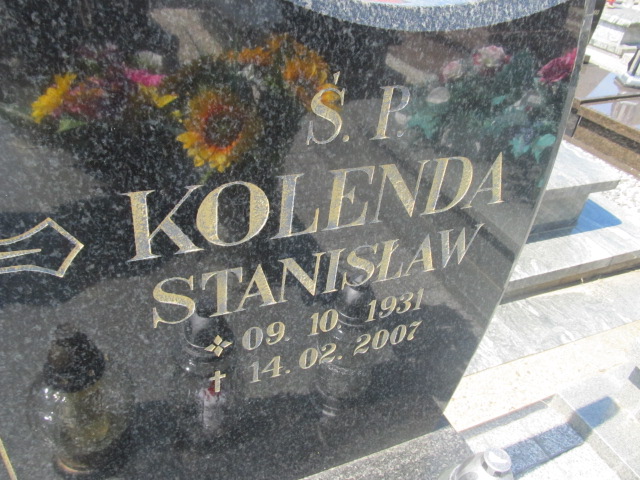 Ś. P.
KOLENDA
STANISŁAW
09. 10. 1931
✝ 14. 02. 2007